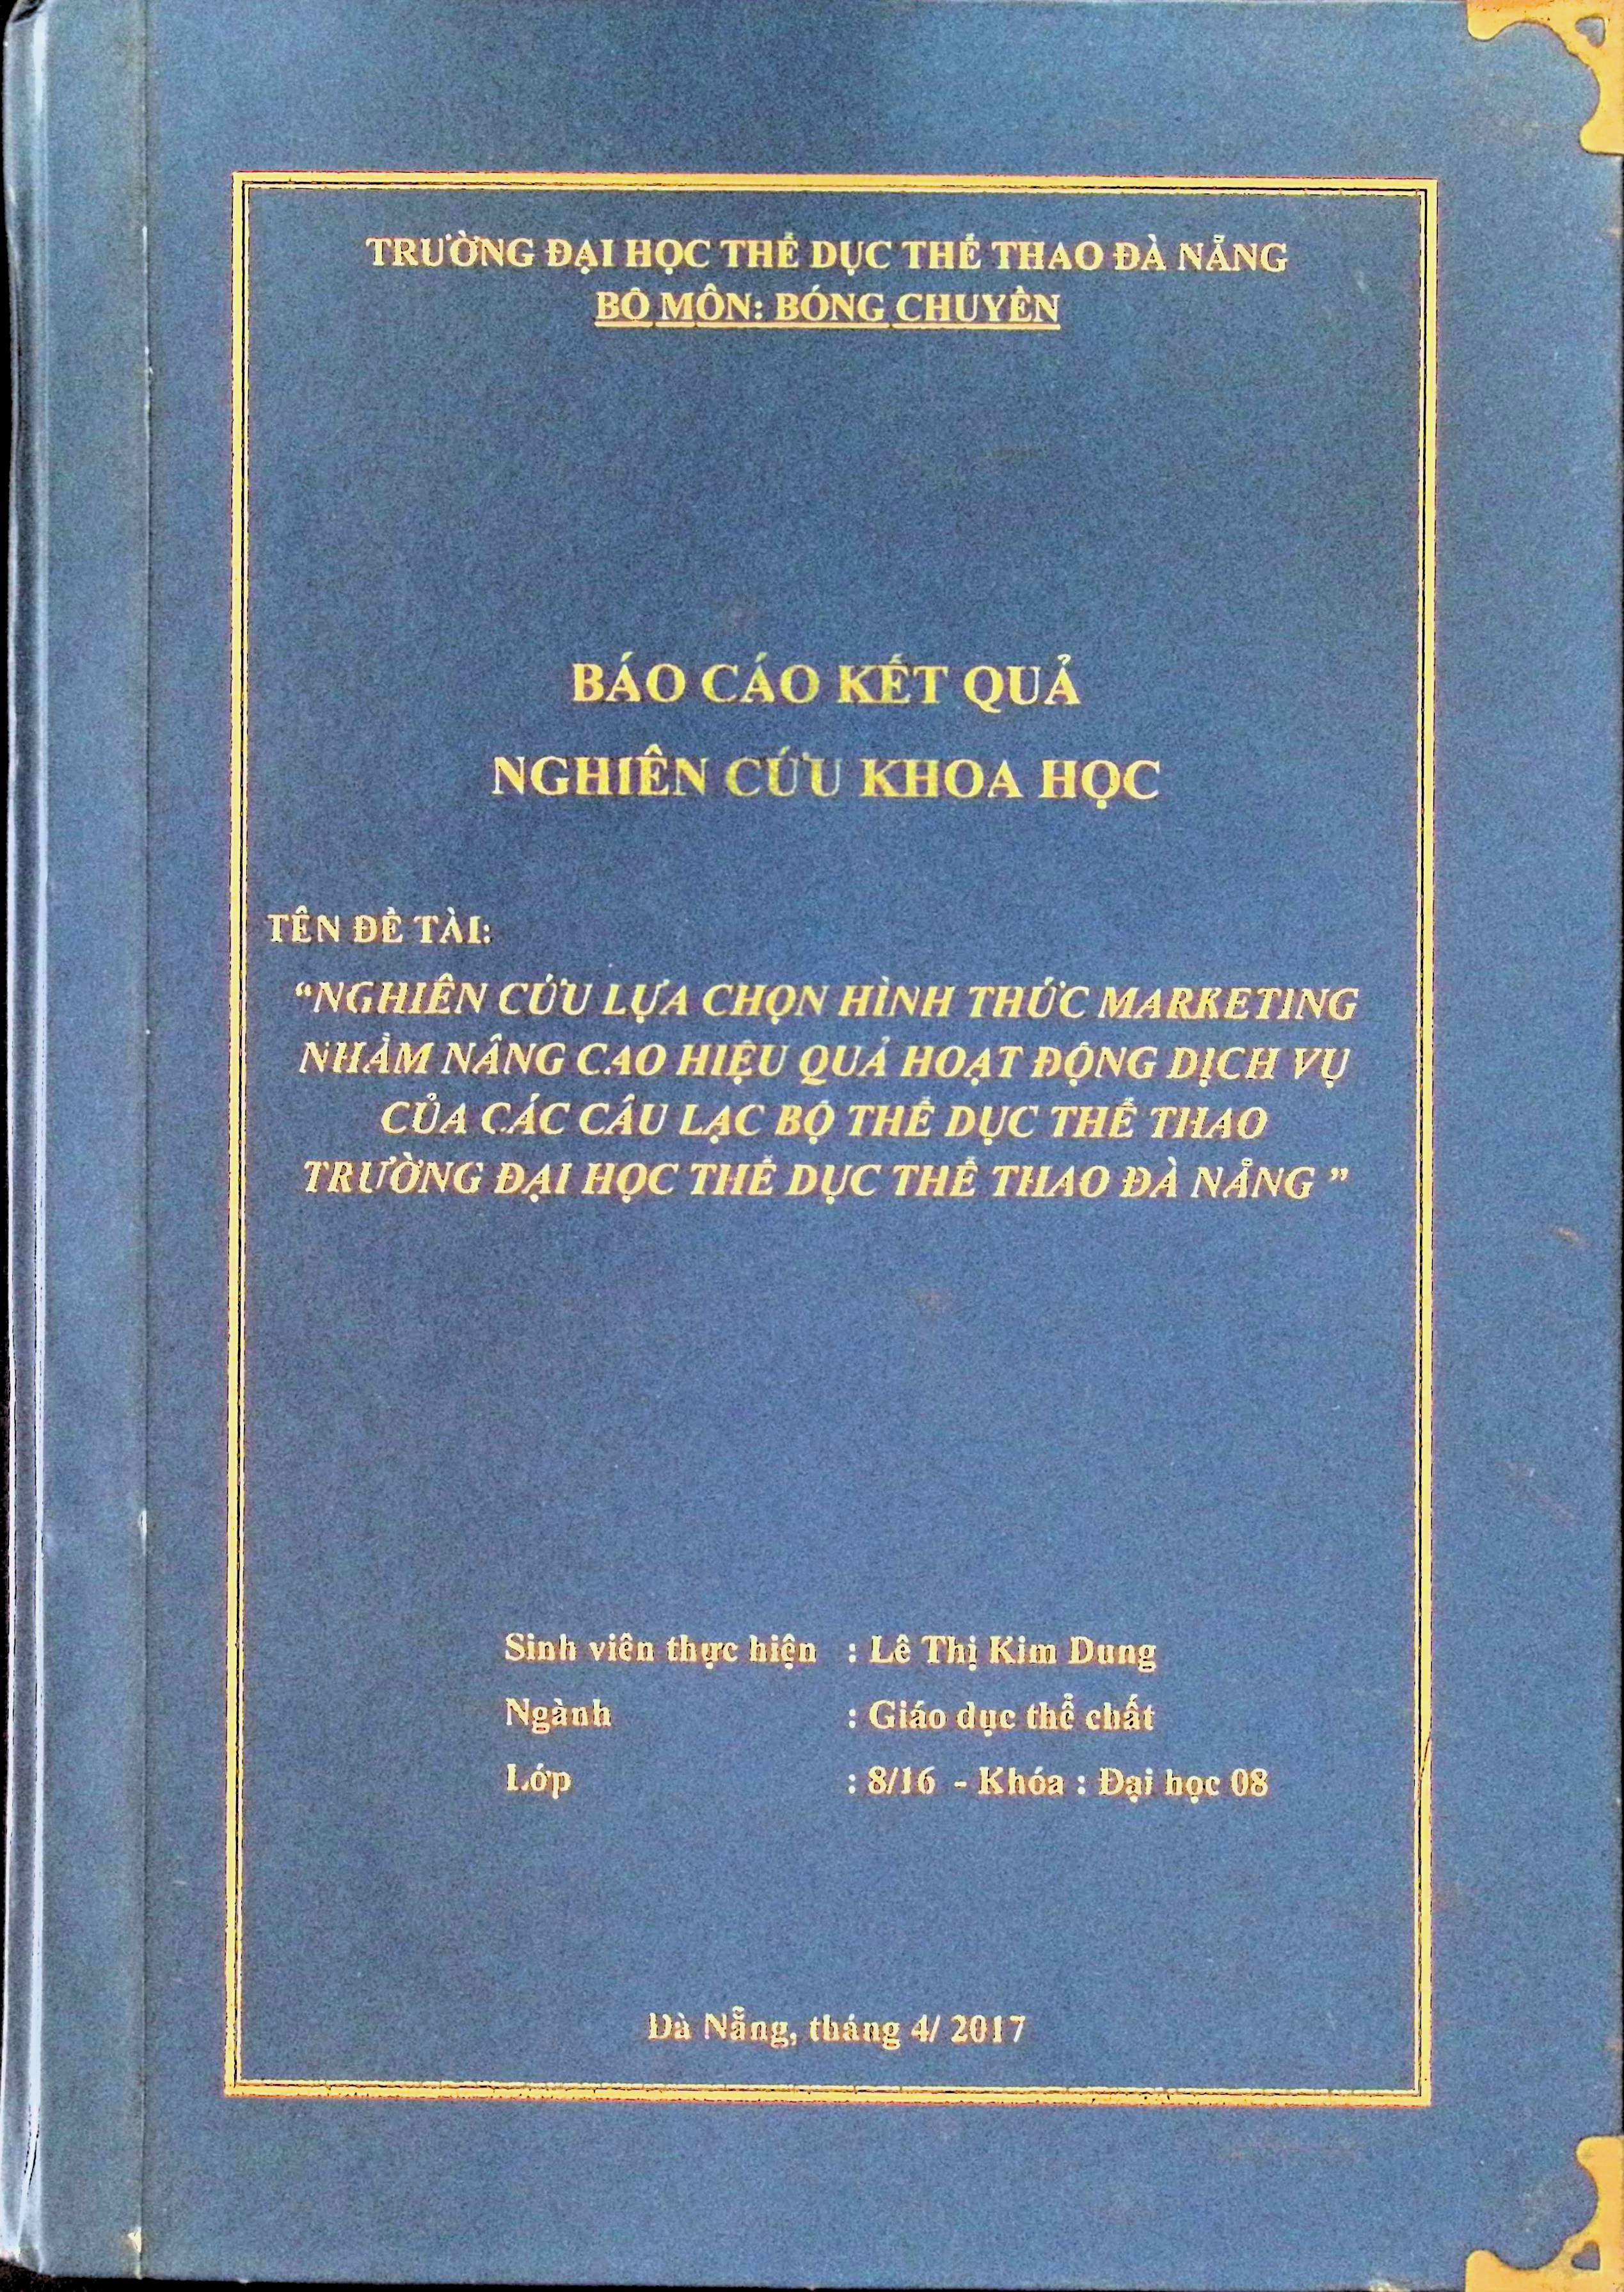 TRƯỜNG ĐẠI HỌC THỂ DỤC THỂ THAO ĐÀ NẴNG
BỘ MÔN: BÓNG CHUYỀN
BÁO CÁO KẾT QUẢ
NGHIÊN CỨU KHOA HỌC
TÊN ĐỀ TÀI:
“NGHIÊN CỨU LỰA CHỌN HÌNH THỨC MARKETING
NHẰM NÂNG CAO HIỆU QUẢ HOẠT ĐỘNG DỊCH VỤ
CỦA CÁC CÂU LẠC BỘ THỂ DỤC THỂ THAO
TRƯỜNG ĐẠI HỌC THỂ DỤC THỂ THAO ĐÀ NẴNG ”
Sinh viên thực hiện : Lê Thị Kim Dung
Ngành : Giáo dục thể chất
Lớp : 8/16 - Khóa : Đại học 08
Đà Nẵng, tháng 4/ 2017